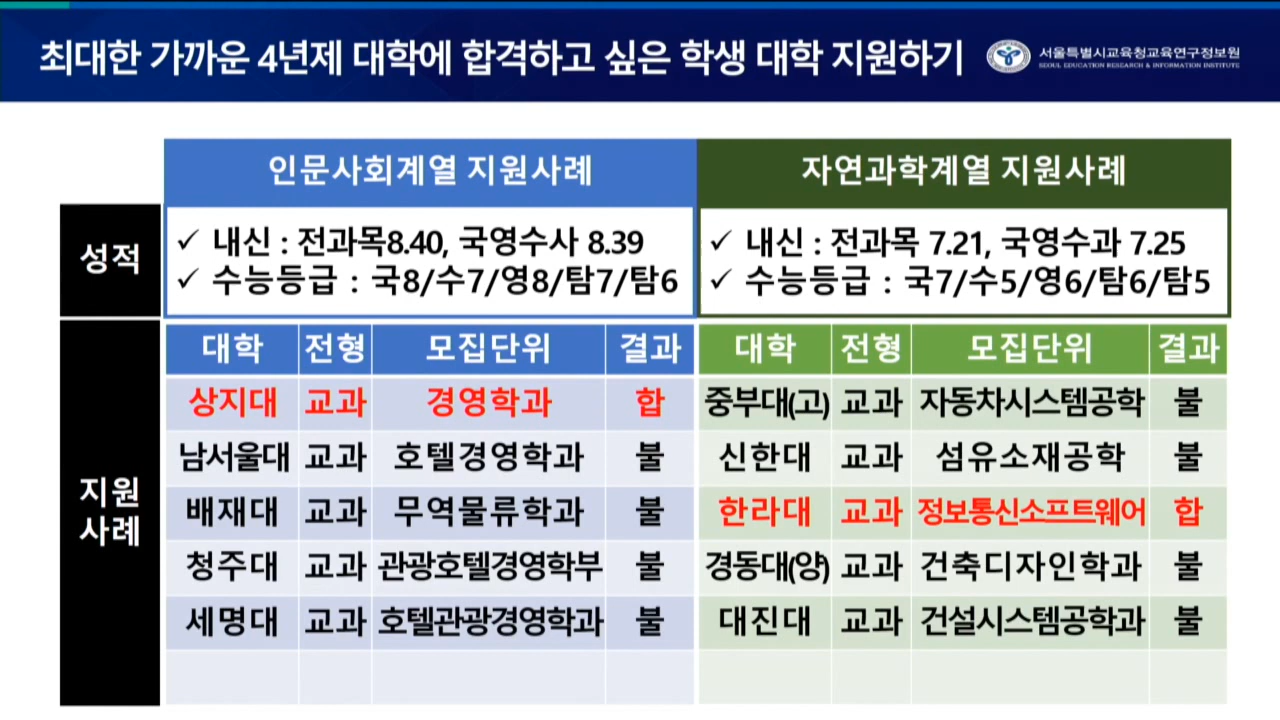 최대한 가까운 4년제 대학에 합격하고 싶은 학생 대학 지원하기
서울특별시교육청교육연구정보원
SEOUL EDUCATION RESEARCH & INFORMATION INSTITUTE
인문사회계열 지원사례 자연과학계열 지원사례
성적
✓ 내신 : 전과목8.40, 국영수사 8.39
✓ 수능등급 : 국8/수7/영8/탐7/탐6
✓ 내신 : 전과목 7.21, 국영수과 7.25
✓ 수능등급 : 국7/수5/영6/탐6/탐5
지원
사례
대학 전형 모집단위 결과 대학 전형 모집단위 결과
상지대 교과 경영학과 합 중부대(고) 교과 자동차시스템공학 불
남서울대 교과 호텔경영학과 불 신한대 교과 섬유소재공학 불
배재대 교과 무역물류학과 불 한라대 교과 정보통신소프트웨어 합
청주대 교과 관광호텔경영학부 불 경동대(양) 교과 건축디자인학과 불
세명대 교과 호텔관광경영학과 불 대진대 교과 건설시스템공학과 불